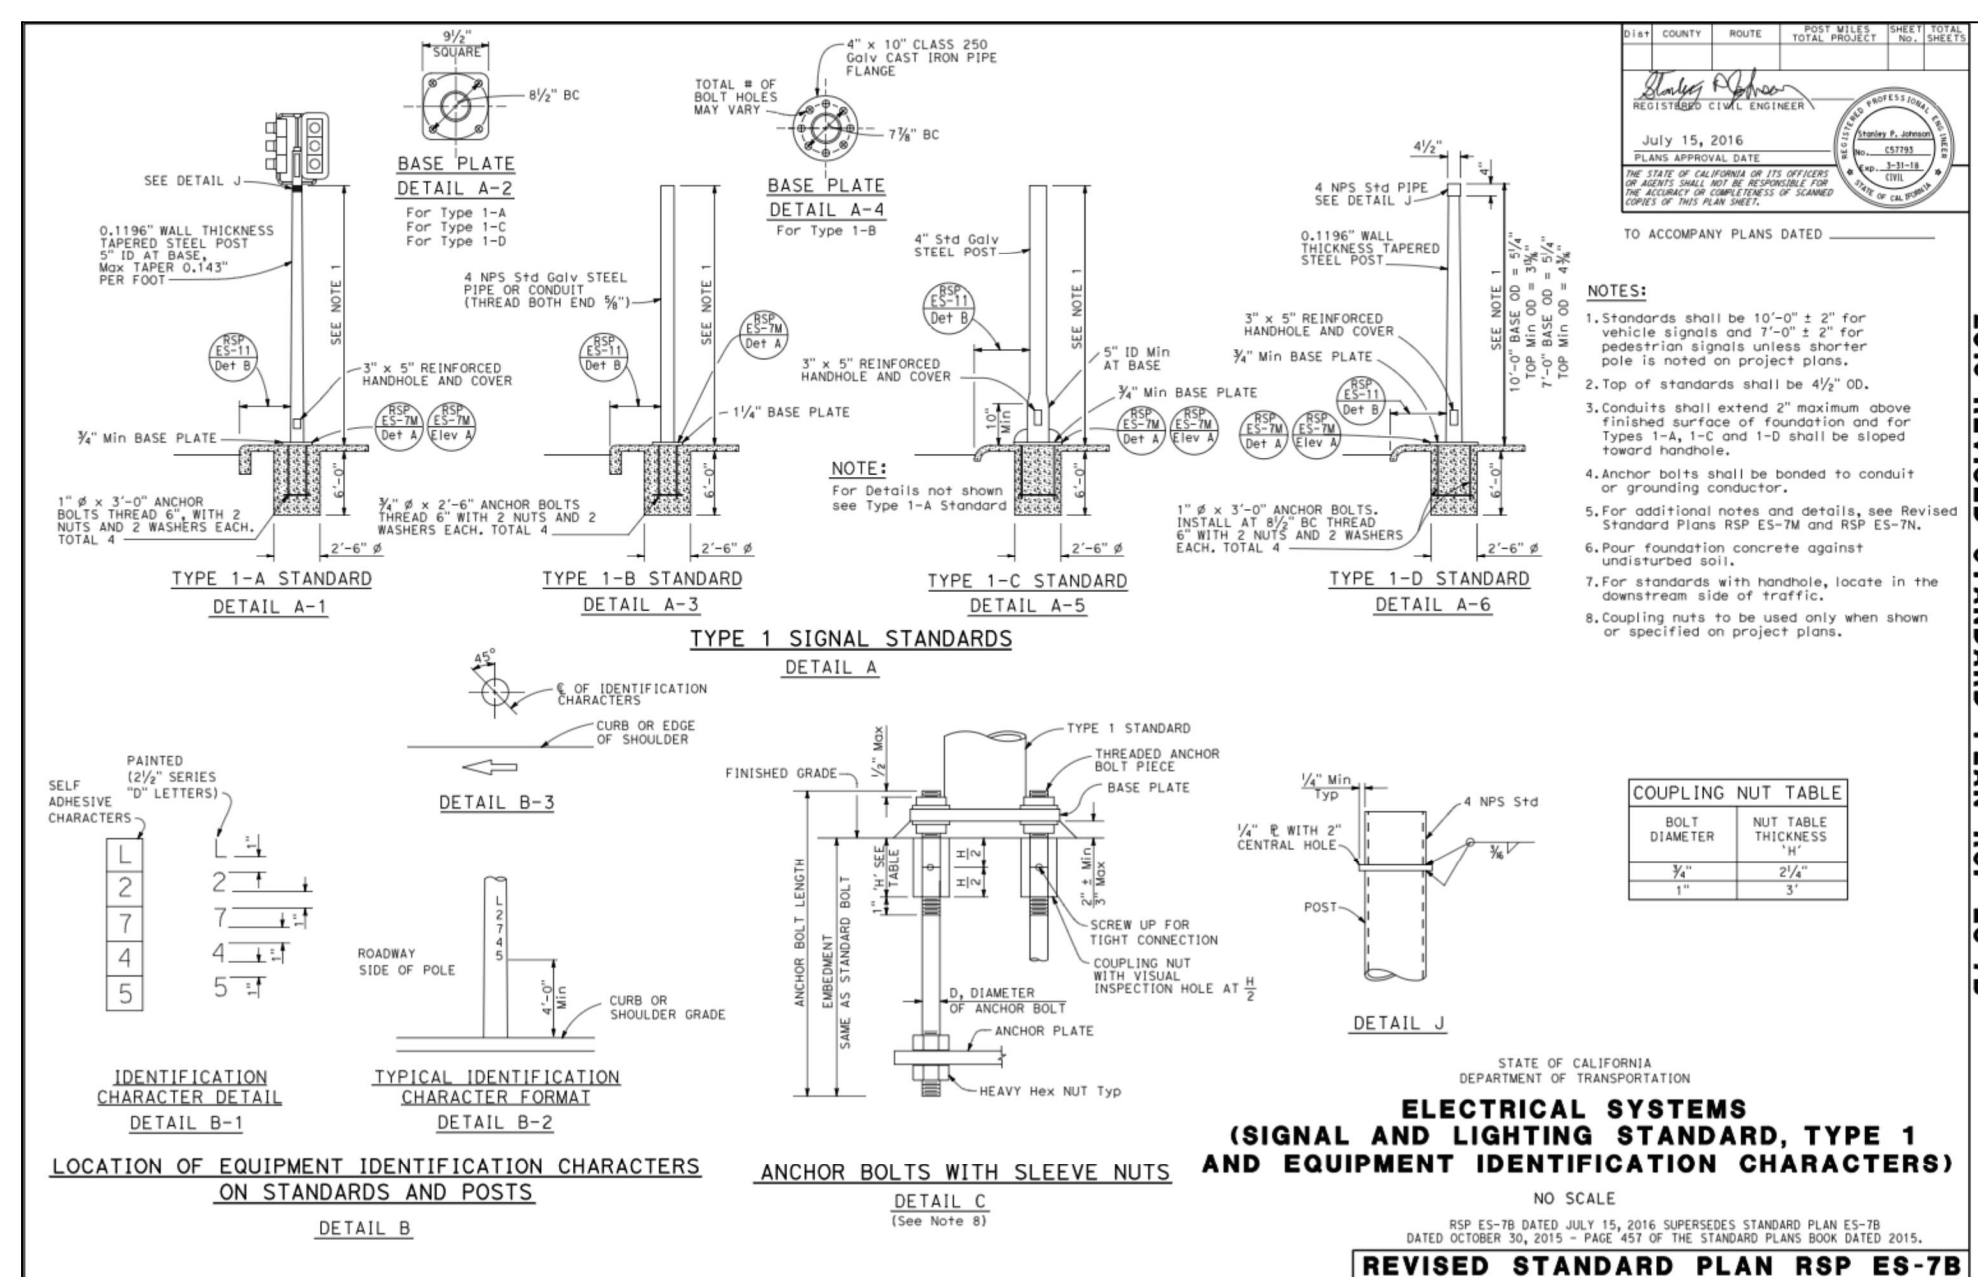 9½"
SQUARE
8½" BC
BASE PLATE
DETAIL A-2
For Type 1-A
For Type 1-C
For Type 1-D
4" x 10" CLASS 250
Galv CAST IRON PIPE
FLANGE
TOTAL # OF
BOLT HOLES
MAY VARY
7⅞" BC
BASE PLATE
DETAIL A-4
For Type 1-B
SEE DETAIL J
0.1196" WALL THICKNESS
TAPERED STEEL POST
5" ID AT BASE,
Max TAPER 0.143"
PER FOOT
SEE NOTE 1
RSP
ES-11
Det B
3" x 5" REINFORCED
HANDHOLE AND COVER
RSP
ES-7M
Det A
RSP
ES-7M
Elev A
¾" Min BASE PLATE
6'-0"
1" Ø x 3'-0" ANCHOR
BOLTS THREAD 6", WITH 2
NUTS AND 2 WASHERS EACH.
TOTAL 4
2'-6" Ø
TYPE 1-A STANDARD
DETAIL A-1
4 NPS Std Galv STEEL
PIPE OR CONDUIT
(THREAD BOTH END ⅝")
SEE NOTE 1
RSP
ES-7M
Det A
RSP
ES-11
Det B
1¼" BASE PLATE
6'-0"
¾" Ø x 2'-6" ANCHOR BOLTS
THREAD 6" WITH 2 NUTS AND 2
WASHERS EACH. TOTAL 4
2'-6" Ø
TYPE 1-B STANDARD
DETAIL A-3
4" Std Galv
STEEL POST
SEE NOTE 1
RSP
ES-11
Det B
3" x 5" REINFORCED
HANDHOLE AND COVER
5" ID Min
AT BASE
¾" Min BASE PLATE
10"
Min
RSP
ES-7M
Det A
RSP
ES-7M
Elev A
NOTE:
For Details not shown
see Type 1-A Standard
6'-0"
2'-6" Ø
TYPE 1-C STANDARD
DETAIL A-5
4½"
4"
4 NPS Std PIPE
SEE DETAIL J
0.1196" WALL
THICKNESS TAPERED
STEEL POST
SEE NOTE 1
10'-0" BASE OD = 5¼"
TOP Min OD = 3 13/16"
7'-0" BASE OD = 5¼"
TOP Min OD = 4
3" x 5" REINFORCED
HANDHOLE AND COVER
¾" Min BASE PLATE
RSP
ES-11
Det B
RSP
ES-7M
Det A
RSP
ES-7M
Elev A
6'-0"
1" Ø x 3'-0" ANCHOR BOLTS.
INSTALL AT 8½" BC THREAD
6" WITH 2 NUTS AND 2 WASHERS
EACH. TOTAL 4
2'-6" Ø
TYPE 1-D STANDARD
DETAIL A-6
TYPE 1 SIGNAL STANDARDS
DETAIL A
Dist COUNTY ROUTE POST MILES TOTAL PROJECT SHEET No. TOTAL SHEETS
REGISTERED CIVIL ENGINEER
July 15, 2016
PLANS APPROVAL DATE
THE STATE OF CALIFORNIA OR ITS OFFICERS
OR AGENTS SHALL NOT BE RESPONSIBLE FOR
THE ACCURACY OR COMPLETENESS OF SCANNED
COPIES OF THIS PLAN SHEET.
REGISTERED PROFESSIONAL ENGINEER
Stanley P. Johnson
No. C57793
Exp. 3-31-18
CIVIL
STATE OF CALIFORNIA
TO ACCOMPANY PLANS DATED
NOTES:
1. Standards shall be 10'-0" ± 2" for
vehicle signals and 7'-0" ± 2" for
pedestrian signals unless shorter
pole is noted on project plans.
2. Top of standards shall be 4½" OD.
3. Conduits shall extend 2" maximum above
finished surface of foundation and for
Types 1-A, 1-C and 1-D shall be sloped
toward handhole.
4. Anchor bolts shall be bonded to conduit
or grounding conductor.
5. For additional notes and details, see Revised
Standard Plans RSP ES-7M and RSP ES-7N.
6. Pour foundation concrete against
undisturbed soil.
7. For standards with handhole, locate in the
downstream side of traffic.
8. Coupling nuts to be used only when shown
or specified on project plans.
45°
℄ OF IDENTIFICATION
CHARACTERS
CURB OR EDGE
OF SHOULDER
DETAIL B-3
PAINTED
(2½" SERIES
"D" LETTERS)
SELF
ADHESIVE
CHARACTERS
L
2
7
4
5
L
2
7
4
5
1"
1"
1"
1"
IDENTIFICATION
CHARACTER DETAIL
DETAIL B-1
L
2
7
4
5
ROADWAY
SIDE OF POLE
4'-0"
Min
CURB OR
SHOULDER GRADE
TYPICAL IDENTIFICATION
CHARACTER FORMAT
DETAIL B-2
LOCATION OF EQUIPMENT IDENTIFICATION CHARACTERS
ON STANDARDS AND POSTS
DETAIL B
½" Max
FINISHED GRADE
TYPE 1 STANDARD
THREADED ANCHOR
BOLT PIECE
BASE PLATE
ANCHOR BOLT LENGTH
EMBEDMENT
SAME AS STANDARD BOLT
1"
'H' SEE
TABLE
H/2
H/2
2" ± Min
3" Max
SCREW UP FOR
TIGHT CONNECTION
COUPLING NUT
WITH VISUAL
INSPECTION HOLE AT H/2
D, DIAMETER
OF ANCHOR BOLT
ANCHOR PLATE
HEAVY Hex NUT Typ
ANCHOR BOLTS WITH SLEEVE NUTS
DETAIL C
(See Note 8)
¼" Min
Typ
4 NPS Std
¼" ⅊ WITH 2"
CENTRAL HOLE
3/16
POST
DETAIL J
COUPLING NUT TABLE
BOLT DIAMETER NUT TABLE THICKNESS 'H'
¾" 2¼"
1" 3'
STATE OF CALIFORNIA
DEPARTMENT OF TRANSPORTATION
ELECTRICAL SYSTEMS
(SIGNAL AND LIGHTING STANDARD, TYPE 1
AND EQUIPMENT IDENTIFICATION CHARACTERS)
NO SCALE
RSP ES-7B DATED JULY 15, 2016 SUPERSEDES STANDARD PLAN ES-7B
DATED OCTOBER 30, 2015 - PAGE 457 OF THE STANDARD PLANS BOOK DATED 2015.
REVISED STANDARD PLAN RSP ES-7B